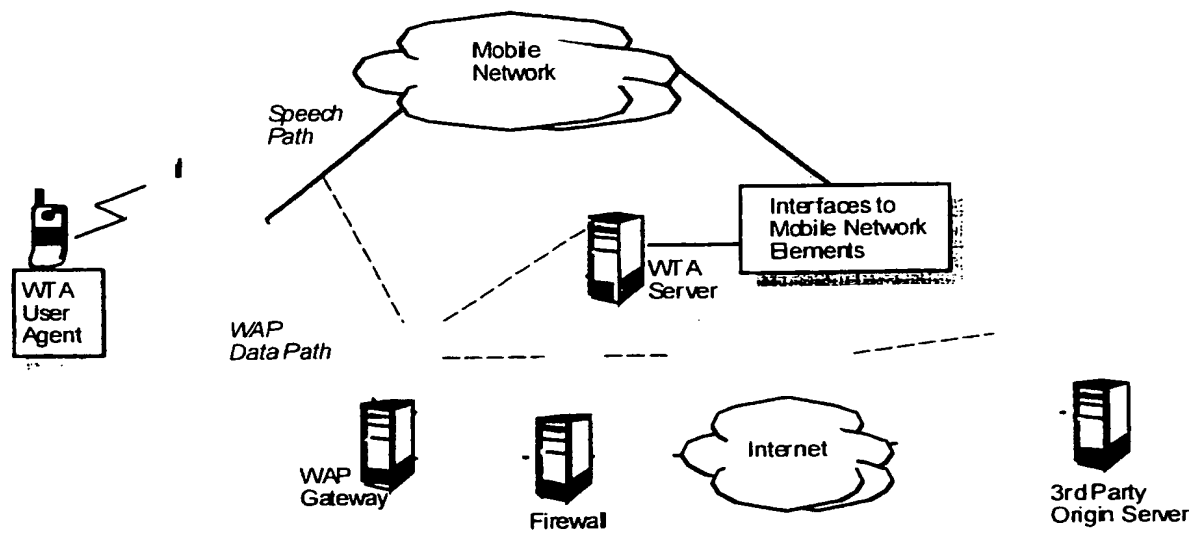 Mobile
Network
Speech
Path
Interfaces to
Mobile Network
Elements
WTA
Server
WTA
User
Agent
WAP
Data Path
WAP
Gateway
Firewall
Internet
3rd Party
Origin Server